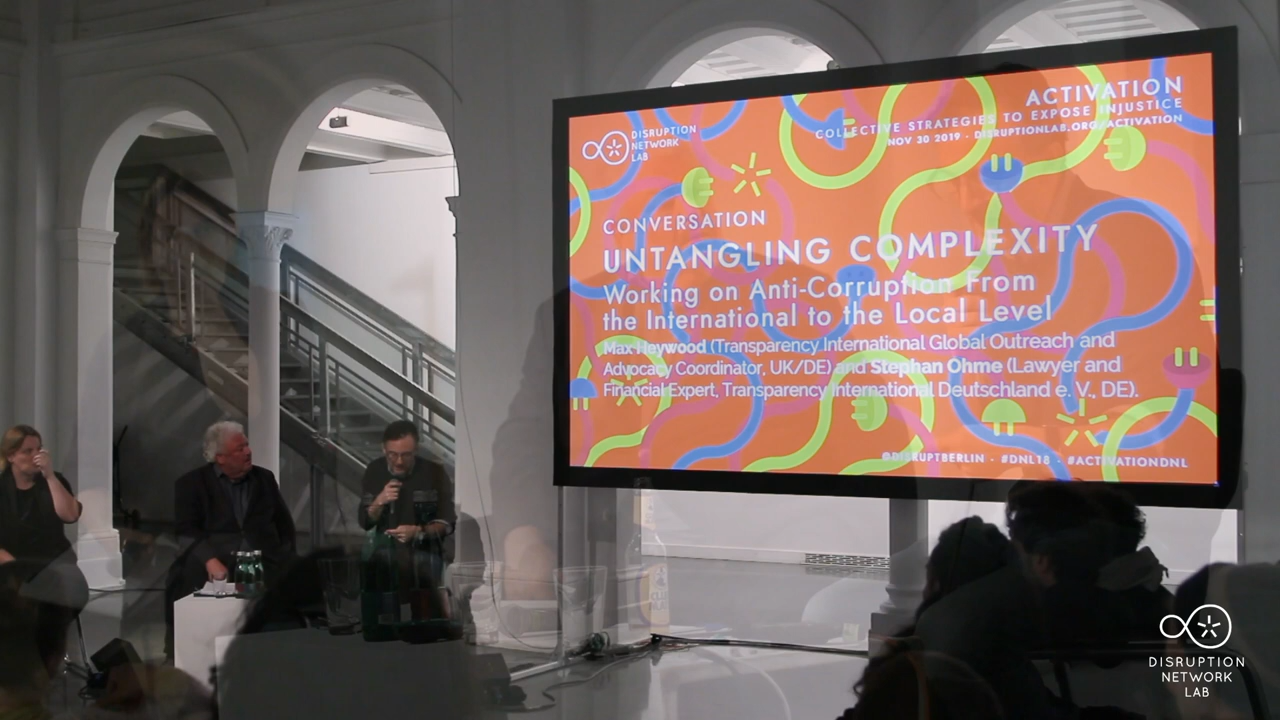 ACTIVATION
COLLECTIVE STRATEGIES TO EXPOSE INJUSTICE
NOV 30 2019 · DISRUPTIONLAB.ORG/ACTIVATION
DISRUPTION
NETWORK
LAB
CONVERSATION
UNTANGLING COMPLEXITY
Working on Anti-Corruption From
the International to the Local Level
Max Heywood (Transparency International Global Outreach and
Advocacy Coordinator, UK/DE) and Stephan Ohme (Lawyer and
Financial Expert, Transparency International Deutschland e. V., DE).
@DISRUPTBERLIN · #DNL18 · #ACTIVATIONDNL
DISRUPTION
NETWORK
LAB